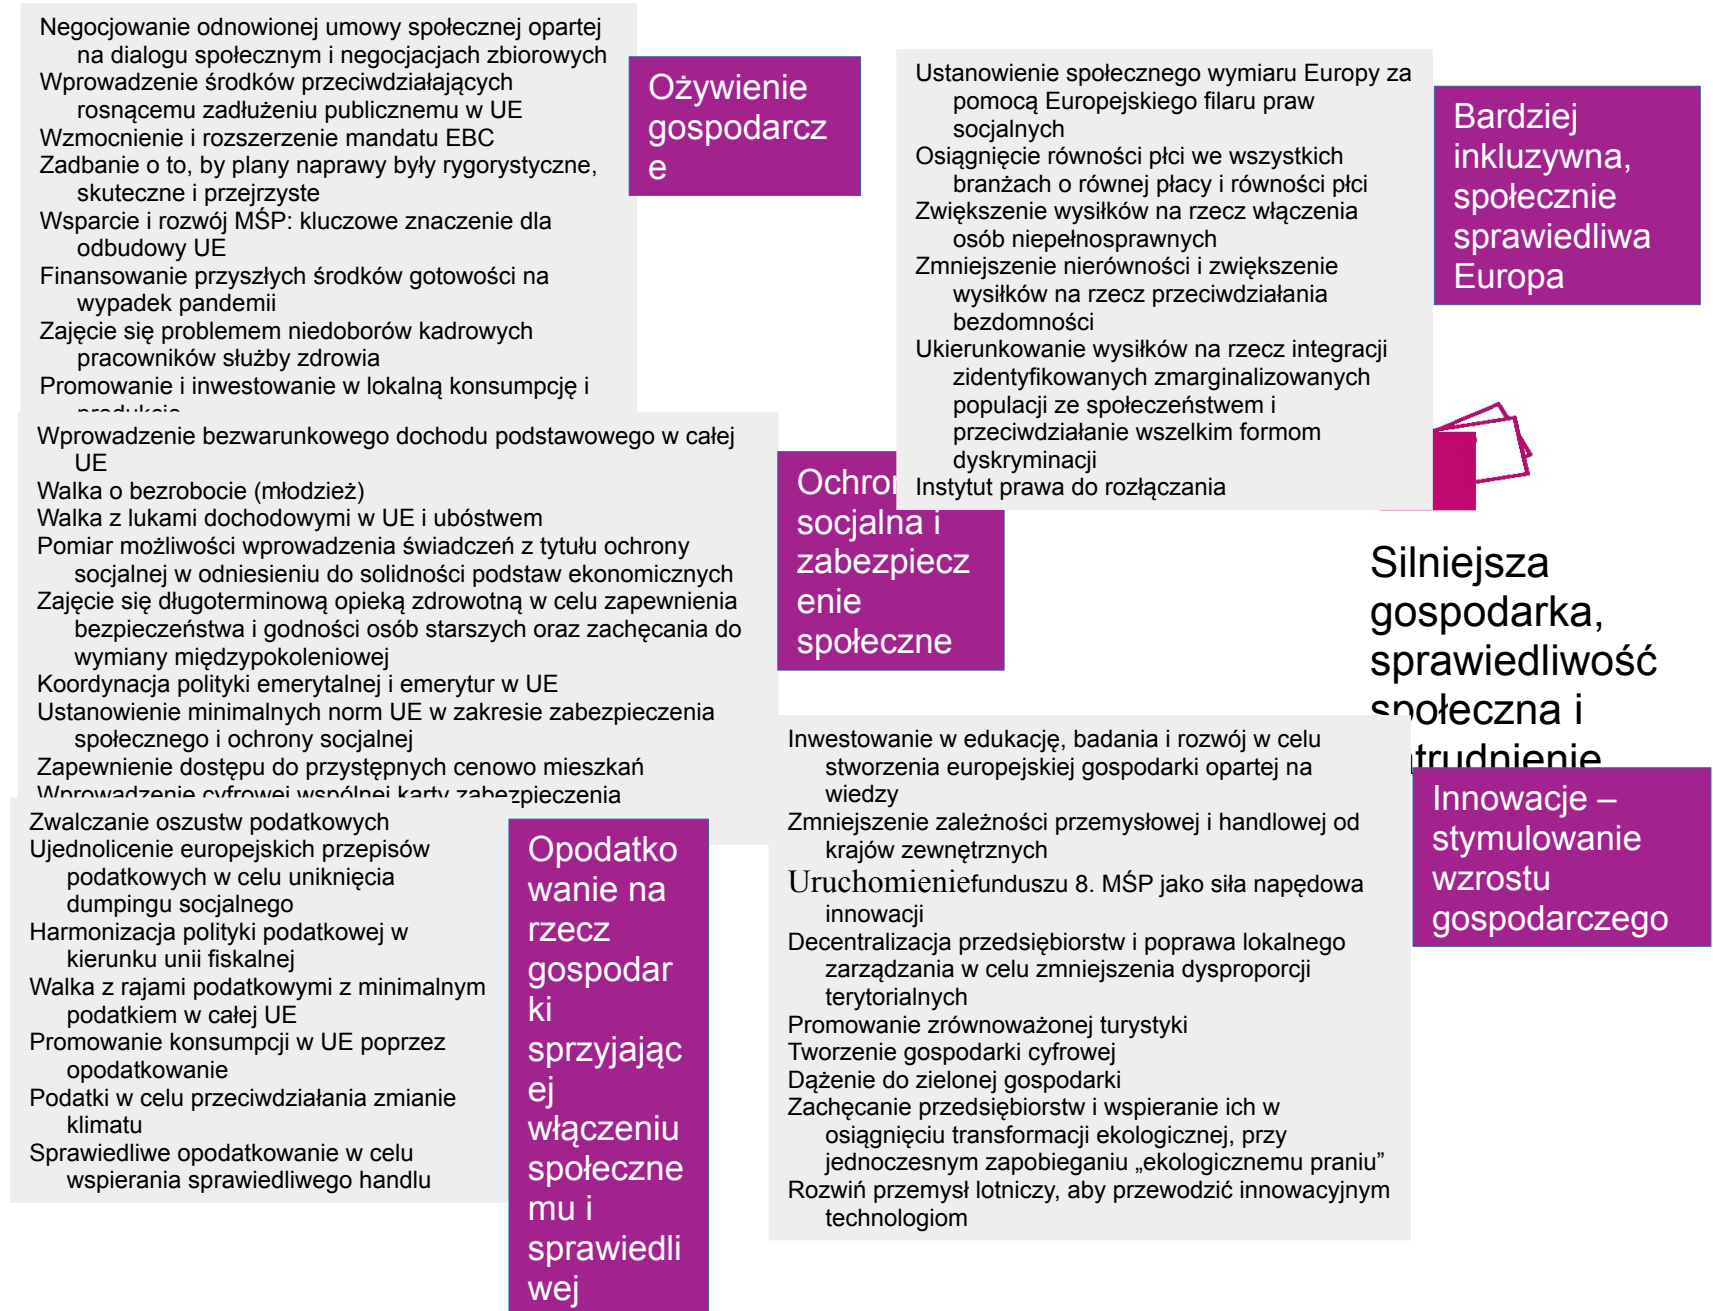 Negocjowanie odnowionej umowy społecznej opartej
na dialogu społecznym i negocjacjach zbiorowych
Wprowadzenie środków przeciwdziałających
rosnącemu zadłużeniu publicznemu w UE
Wzmocnienie i rozszerzenie mandatu EBC
Zadbanie o to, by plany naprawy były rygorystyczne,
skuteczne i przejrzyste
Wsparcie i rozwój MŚP: kluczowe znaczenie dla
odbudowy UE
Finansowanie przyszłych środków gotowości na
wypadek pandemii
Zajęcie się problemem niedoborów kadrowych
pracowników służby zdrowia
Promowanie i inwestowanie w lokalną konsumpcję i
Ożywienie
gospodarcz
e
Ustanowienie społecznego wymiaru Europy za
pomocą Europejskiego filaru praw
socjalnych
Osiągnięcie równości płci we wszystkich
branżach o równej płacy i równości płci
Zwiększenie wysiłków na rzecz włączenia
osób niepełnosprawnych
Zmniejszenie nierówności i zwiększenie
wysiłków na rzecz przeciwdziałania
bezdomności
Ukierunkowanie wysiłków na rzecz integracji
zidentyfikowanych zmarginalizowanych
populacji ze społeczeństwem i
przeciwdziałanie wszelkim formom
dyskryminacji
Instytut prawa do rozłączania
Bardziej
inkluzywna,
społecznie
sprawiedliwa
Europa
Wprowadzenie bezwarunkowego dochodu podstawowego w całej
UE
Walka o bezrobocie (młodzież)
Walka z lukami dochodowymi w UE i ubóstwem
Pomiar możliwości wprowadzenia świadczeń z tytułu ochrony
socjalnej w odniesieniu do solidności podstaw ekonomicznych
Zajęcie się długoterminową opieką zdrowotną w celu zapewnienia
bezpieczeństwa i godności osób starszych oraz zachęcania do
wymiany międzypokoleniowej
Koordynacja polityki emerytalnej i emerytur w UE
Ustanowienie minimalnych norm UE w zakresie zabezpieczenia
społecznego i ochrony socjalnej
Zapewnienie dostępu do przystępnych cenowo mieszkań
Wprowadzenie cyfrowej wspólnej karty zabezpieczenia
socjalna i
zabezpiecz
enie
społeczne
Silniejsza
gospodarka,
sprawiedliwość
społeczna i
Zwalczanie oszustw podatkowych
Ujednolicenie europejskich przepisów
podatkowych w celu uniknięcia
dumpingu socjalnego
Harmonizacja polityki podatkowej w
kierunku unii fiskalnej
Walka z rajami podatkowymi z minimalnym
podatkiem w całej UE
Promowanie konsumpcji w UE poprzez
opodatkowanie
Podatki w celu przeciwdziałania zmianie
klimatu
Sprawiedliwe opodatkowanie w celu
wspierania sprawiedliwego handlu
Opodatko
wanie na
rzecz
gospodar
ki
sprzyjając
ej
włączeniu
społeczne
mu i
sprawiedli
wej
Inwestowanie w edukację, badania i rozwój w celu
stworzenia europejskiej gospodarki opartej na
wiedzy
Zmniejszenie zależności przemysłowej i handlowej od
krajów zewnętrznych
Uruchomieniefunduszu 8. MŚP jako siła napędowa
innowacji
Decentralizacja przedsiębiorstw i poprawa lokalnego
zarządzania w celu zmniejszenia dysproporcji
terytorialnych
Promowanie zrównoważonej turystyki
Tworzenie gospodarki cyfrowej
Dążenie do zielonej gospodarki
Zachęcanie przedsiębiorstw i wspieranie ich w
osiągnięciu transformacji ekologicznej, przy
jednoczesnym zapobieganiu „ekologicznemu praniu”
Rozwiń przemysł lotniczy, aby przewodzić innowacyjnym
technologiom
Innowacje –
stymulowanie
wzrostu
gospodarczego